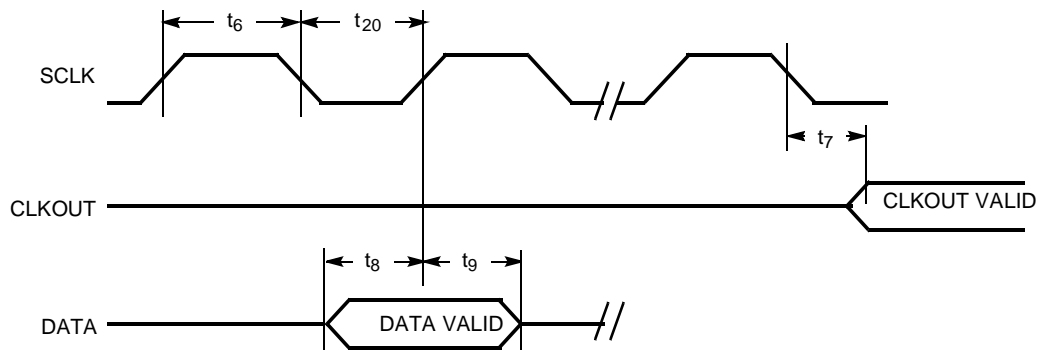 t6
t20
SCLK
t7
CLKOUT
CLKOUT VALID
t8
t9
DATA
DATA VALID